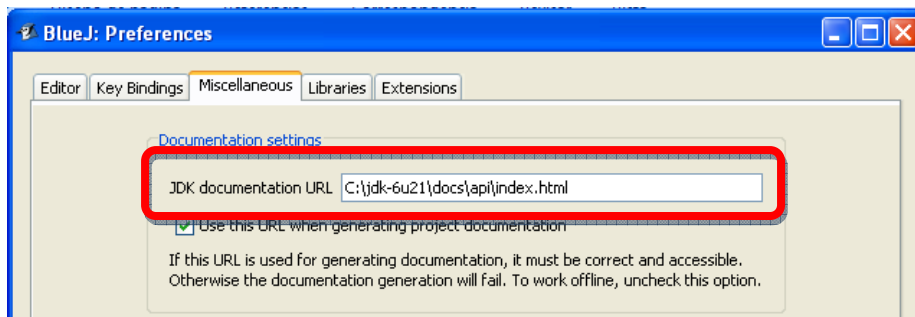 BlueJ: Preferences
Editor Key Bindings Miscellaneous Libraries Extensions
Documentation settings
JDK documentation URL C:\jdk-6u21\docs\api\index.html
Use this URL when generating project documentation
If this URL is used for generating documentation, it must be correct and accessible.
Otherwise the documentation generation will fail. To work offline, uncheck this option.